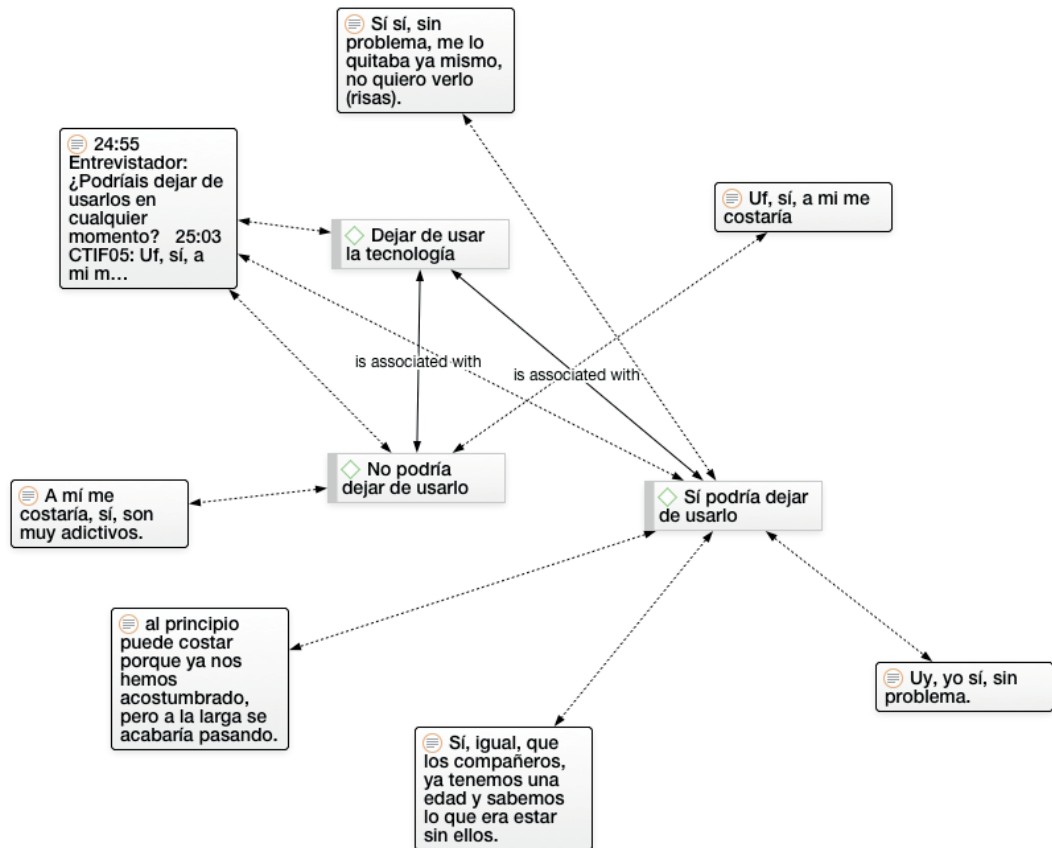 Sí sí, sin
problema, me lo
quitaba ya mismo,
no quiero verlo
(risas).
24:55
Entrevistador:
¿Podríais dejar de
usarlos en
cualquier
momento? 25:03
CTIF05: Uf, sí, a
mi m...
Uf, sí, a mi me
costaría
Dejar de usar
la tecnología
is associated with
is associated with
No podría
dejar de usarlo
Sí podría dejar
de usarlo
A mí me
costaría, sí, son
muy adictivos.
al principio
puede costar
porque ya nos
hemos
acostumbrado,
pero a la larga se
acabaría pasando.
Uy, yo sí, sin
problema.
Sí, igual, que
los compañeros,
ya tenemos una
edad y sabemos
lo que era estar
sin ellos.